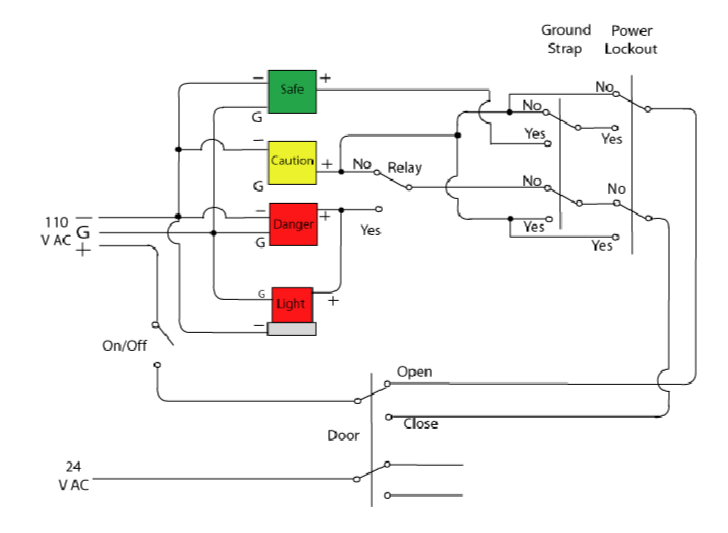 Ground Strap
Power Lockout
−
+
Safe
G
No
No
Yes
Yes
−
Caution
+
G
No
Relay
Yes
No
No
Yes
Yes
110 V AC
−
G
+
−
Danger
+
G
G
Light
+
−
On/Off
Open
Close
Door
24 V AC